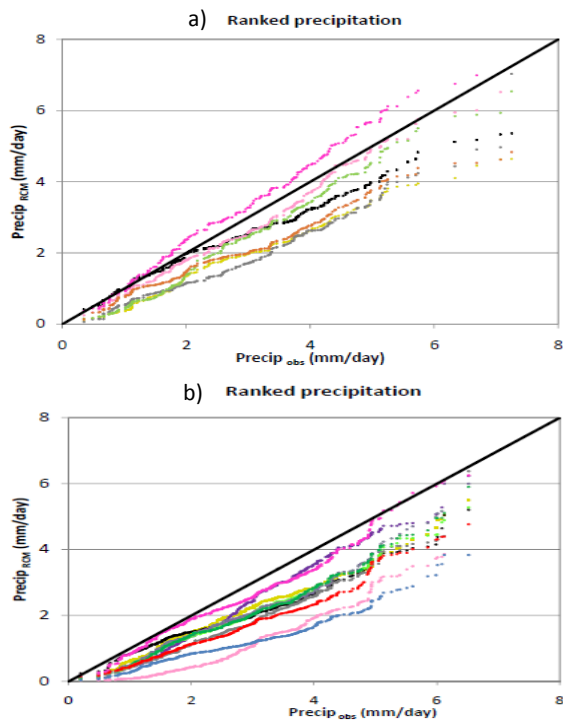 a)
Ranked precipitation
8
6
4
2
0
Precip RCM (mm/day)
0 2 4 6 8
Precip obs (mm/day)
b) Ranked precipitation
8
6
4
2
0
Precip RCM (mm/day)
0 2 4 6 8
Precip obs (mm/day)